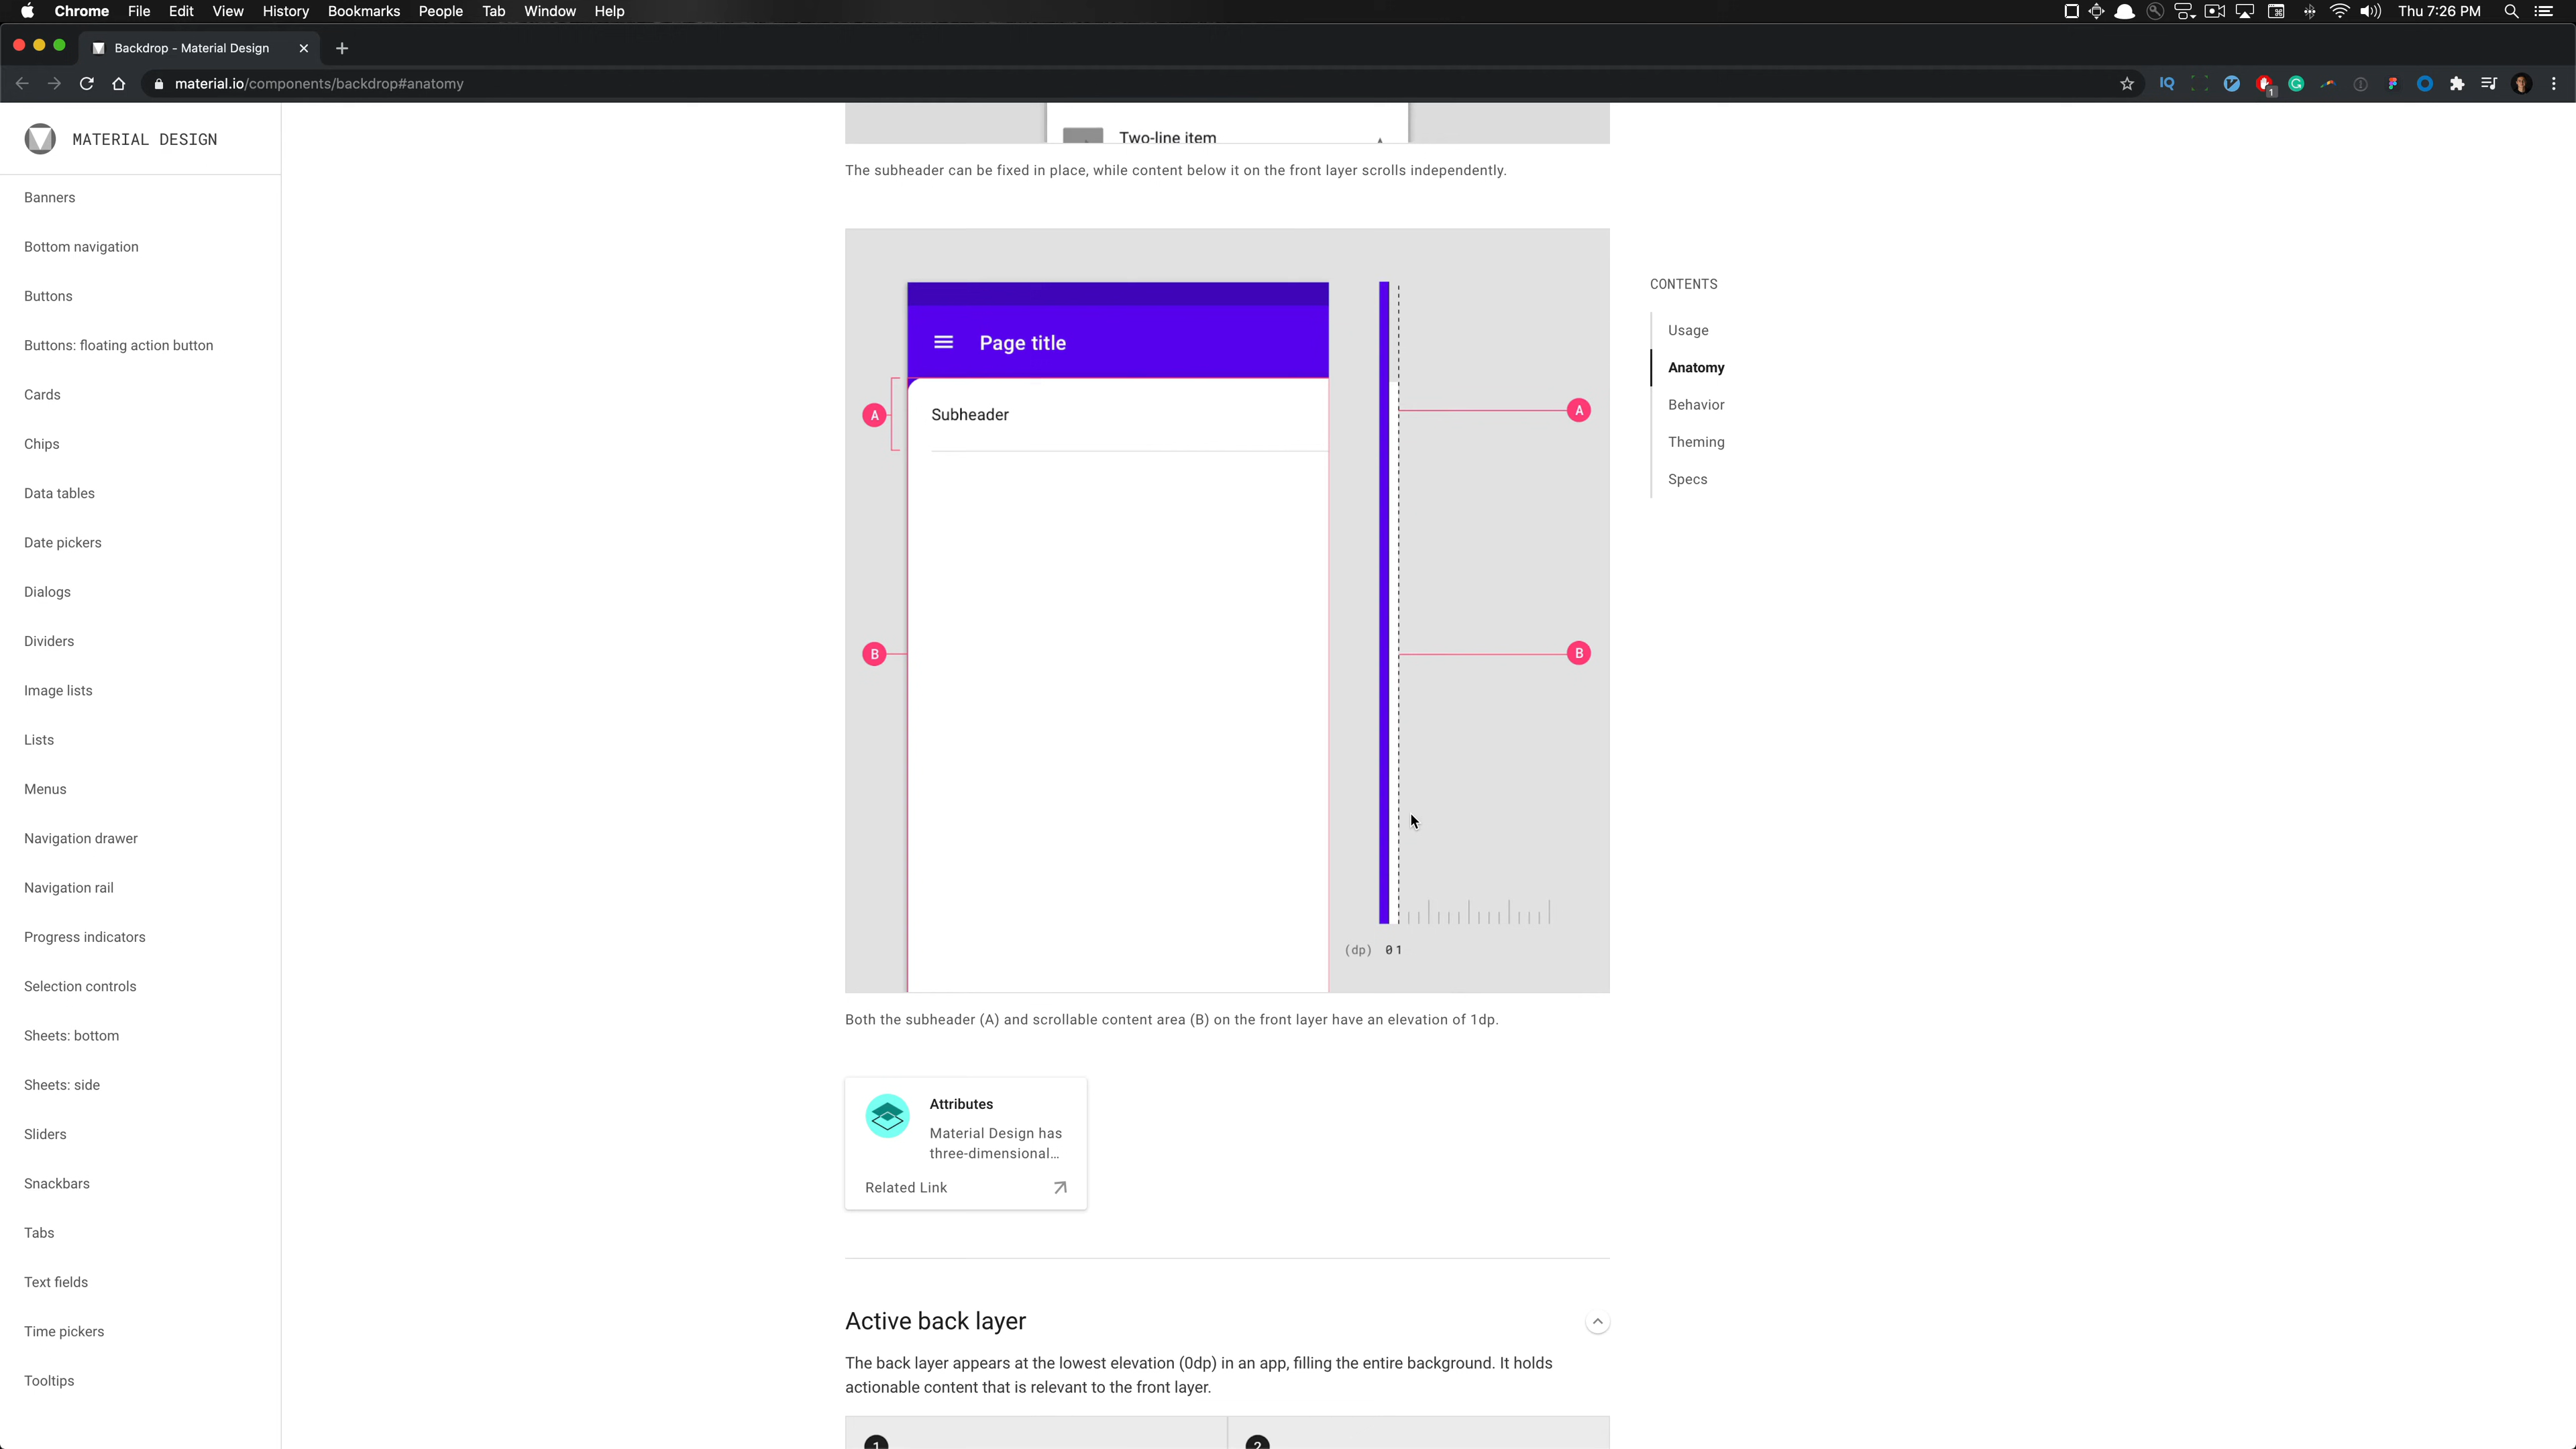 Chrome File Edit View History Bookmarks People Tab Window Help Thu 7:26 PM
Backdrop - Material Design
material.io/components/backdrop#anatomy
IQ
1
MATERIAL DESIGN
Banners
Bottom navigation
Buttons
Buttons: floating action button
Cards
Chips
Data tables
Date pickers
Dialogs
Dividers
Image lists
Lists
Menus
Navigation drawer
Navigation rail
Progress indicators
Selection controls
Sheets: bottom
Sheets: side
Sliders
Snackbars
Tabs
Text fields
Time pickers
Tooltips
Two-line item
The subheader can be fixed in place, while content below it on the front layer scrolls independently.
Page title
A Subheader A
B B
(dp) 0 1
Both the subheader (A) and scrollable content area (B) on the front layer have an elevation of 1dp.
Attributes
Material Design has
three-dimensional...
Related Link
Active back layer
The back layer appears at the lowest elevation (0dp) in an app, filling the entire background. It holds
actionable content that is relevant to the front layer.
1 2
CONTENTS
Usage
Anatomy
Behavior
Theming
Specs